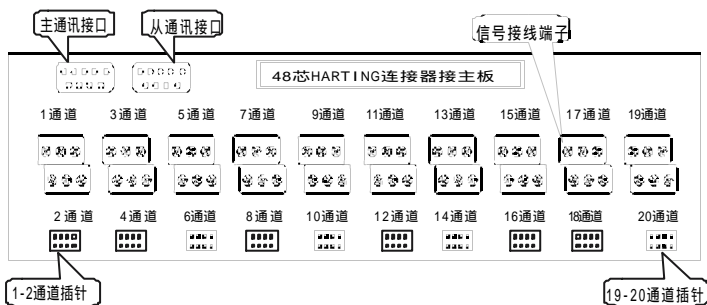 主通讯接口
从通讯接口
信号接线端子
48芯HARTING连接器接主板
1通道 3通道 5通道 7通道 9通道 11通道 13通道 15通道 17通道 19通道
2通道 4通道 6通道 8通道 10通道 12通道 14通道 16通道 18通道 20通道
1-2通道插针
19-20通道插针